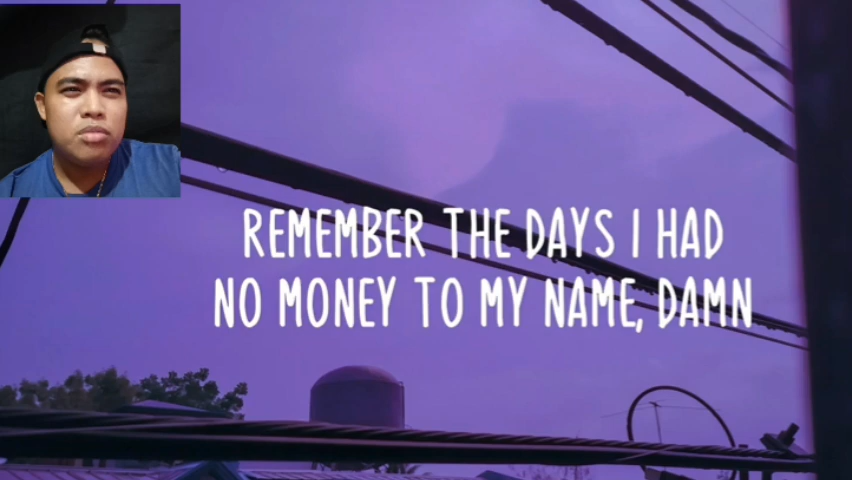 REMEMBER THE DAYS I HAD
NO MONEY TO MY NAME, DAMN